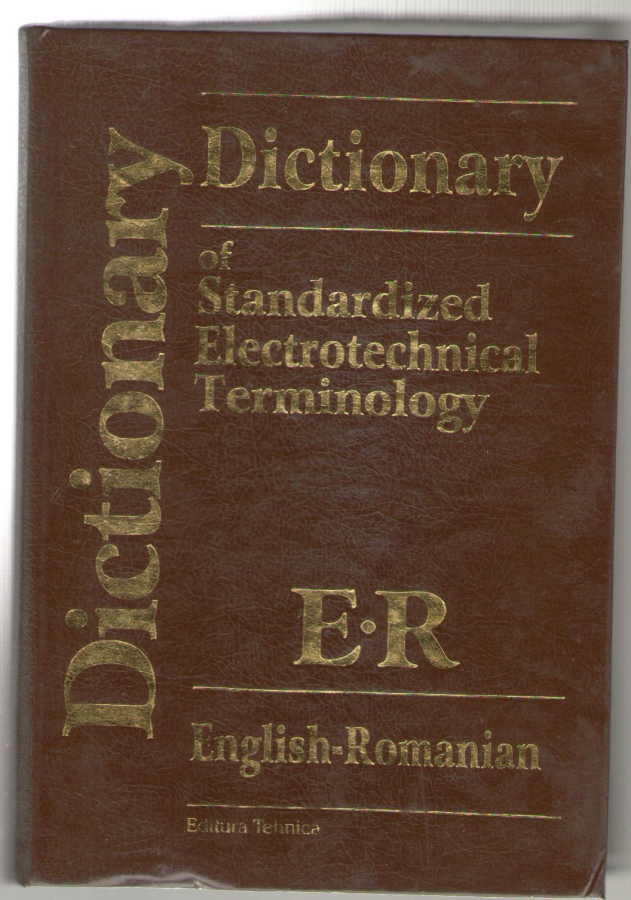 Dictionary
Dictionary
of
Standardized
Electrotechnical
Terminology
E·R
English-Romanian
Editura Tehnica